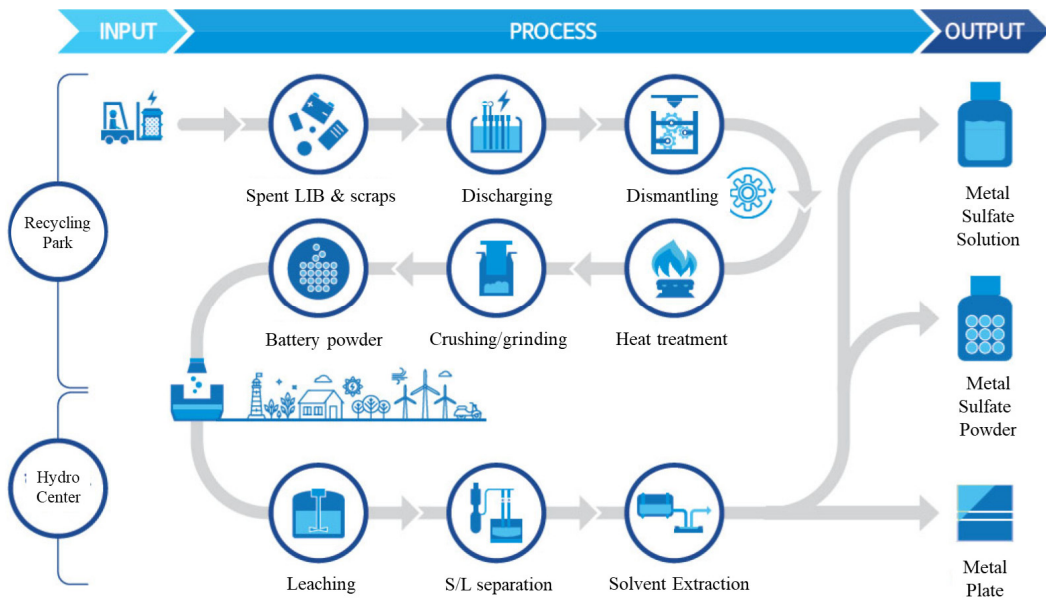 INPUT
PROCESS
OUTPUT
Recycling
Park
Spent LIB & scraps
Discharging
Dismantling
Metal
Sulfate
Solution
Battery powder
Crushing/grinding
Heat treatment
Metal
Sulfate
Powder
Hydro
Center
Leaching
S/L separation
Solvent Extraction
Metal
Plate